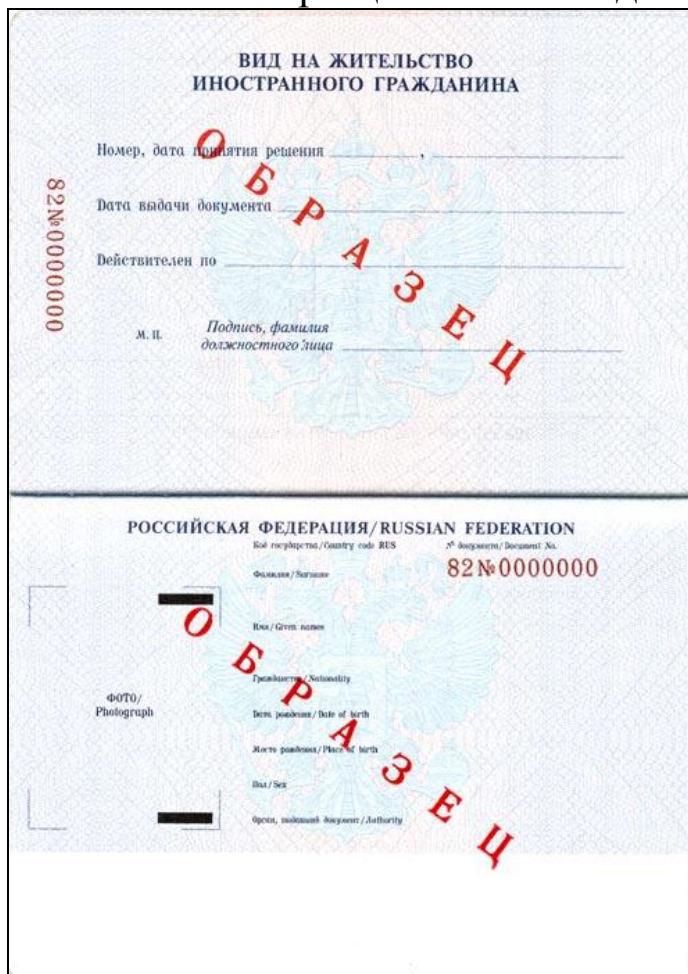 ВИД НА ЖИТЕЛЬСТВО
ИНОСТРАННОГО ГРАЖДАНИНА
Номер, дата принятия решения ,
Дата выдачи документа
Действителен по
82№0000000
М. П.
Подпись, фамилия
должностного лица
ОБРАЗЕЦ
РОССИЙСКАЯ ФЕДЕРАЦИЯ/RUSSIAN FEDERATION
Код государства/Country code RUS № документа/Document No.
82№0000000
Фамилия/Surname
Имя/Given names
Гражданство/Nationality
ФОТО/
Photograph
Дата рождения/Date of birth
Место рождения/Place of birth
Пол/Sex
Орган, выдавший документ/Authority
ОБРАЗЕЦ